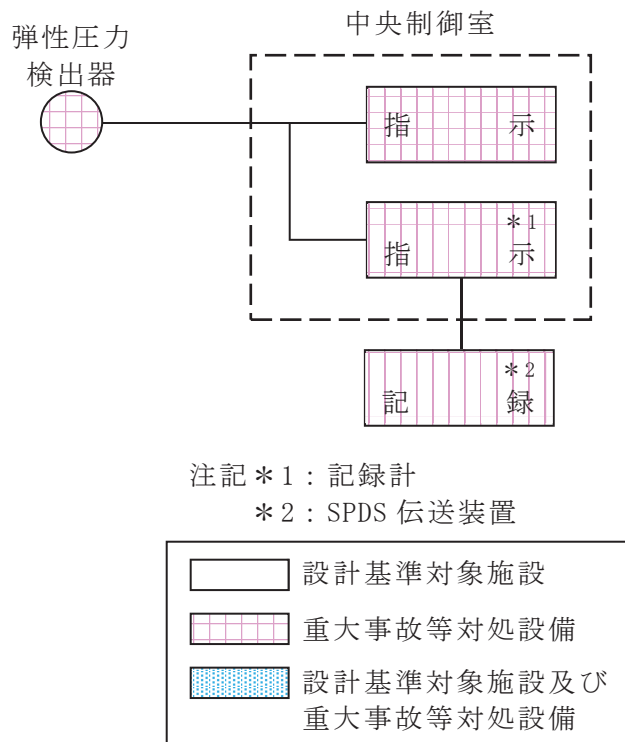 中央制御室
弾性圧力
検出器
指 示
＊1
指 示
＊2
記 録
注記＊1：記録計
＊2：SPDS 伝送装置
設計基準対象施設
重大事故等対処設備
設計基準対象施設及び
重大事故等対処設備